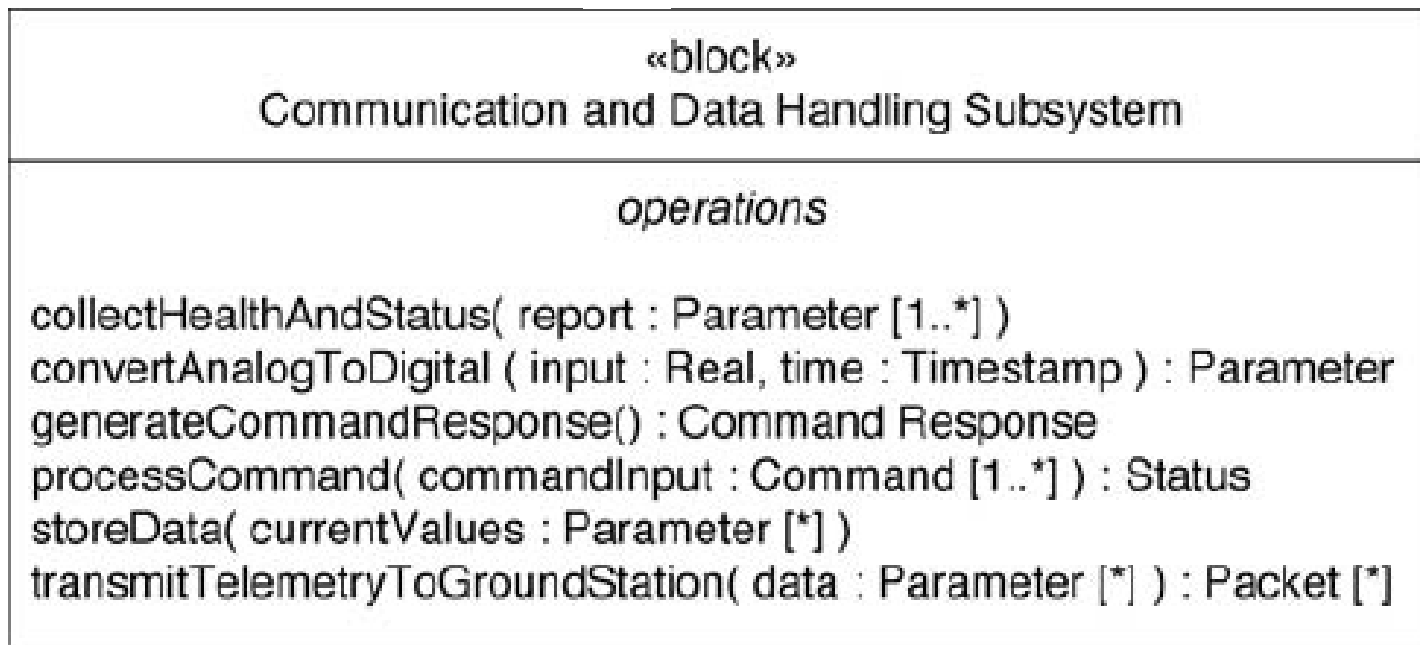 «block»
Communication and Data Handling Subsystem
operations
collectHealthAndStatus( report : Parameter [1..*] )
convertAnalogToDigital ( input : Real, time : Timestamp ) : Parameter
generateCommandResponse() : Command Response
processCommand( commandInput : Command [1..*] ) : Status
storeData( currentValues : Parameter [*] )
transmitTelemetryToGroundStation( data : Parameter [*] ) : Packet [*]